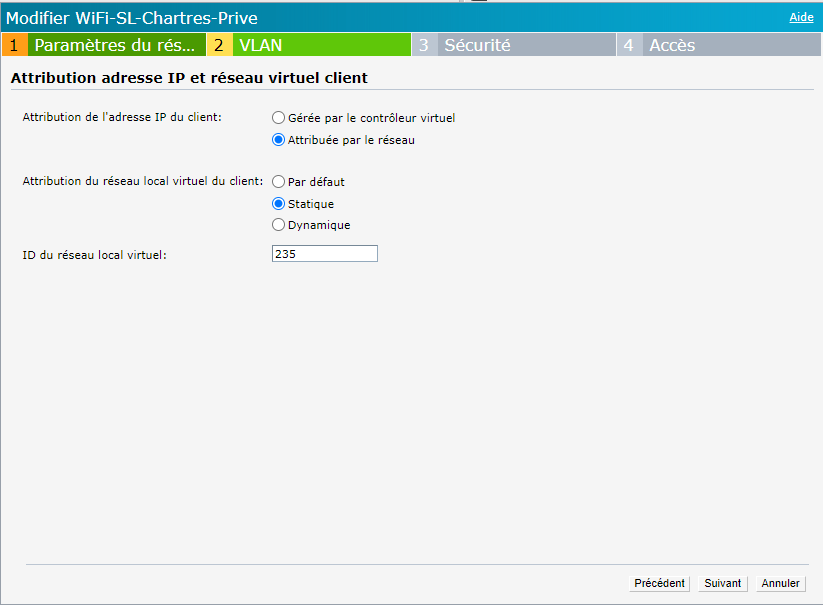 Modifier WiFi-SL-Chartres-Prive Aide
1 Paramètres du rés... 2 VLAN 3 Sécurité 4 Accès
Attribution adresse IP et réseau virtuel client
Attribution de l'adresse IP du client: Gérée par le contrôleur virtuel
Attribuée par le réseau
Attribution du réseau local virtuel du client: Par défaut
Statique
Dynamique
ID du réseau local virtuel: 235
Précédent Suivant Annuler